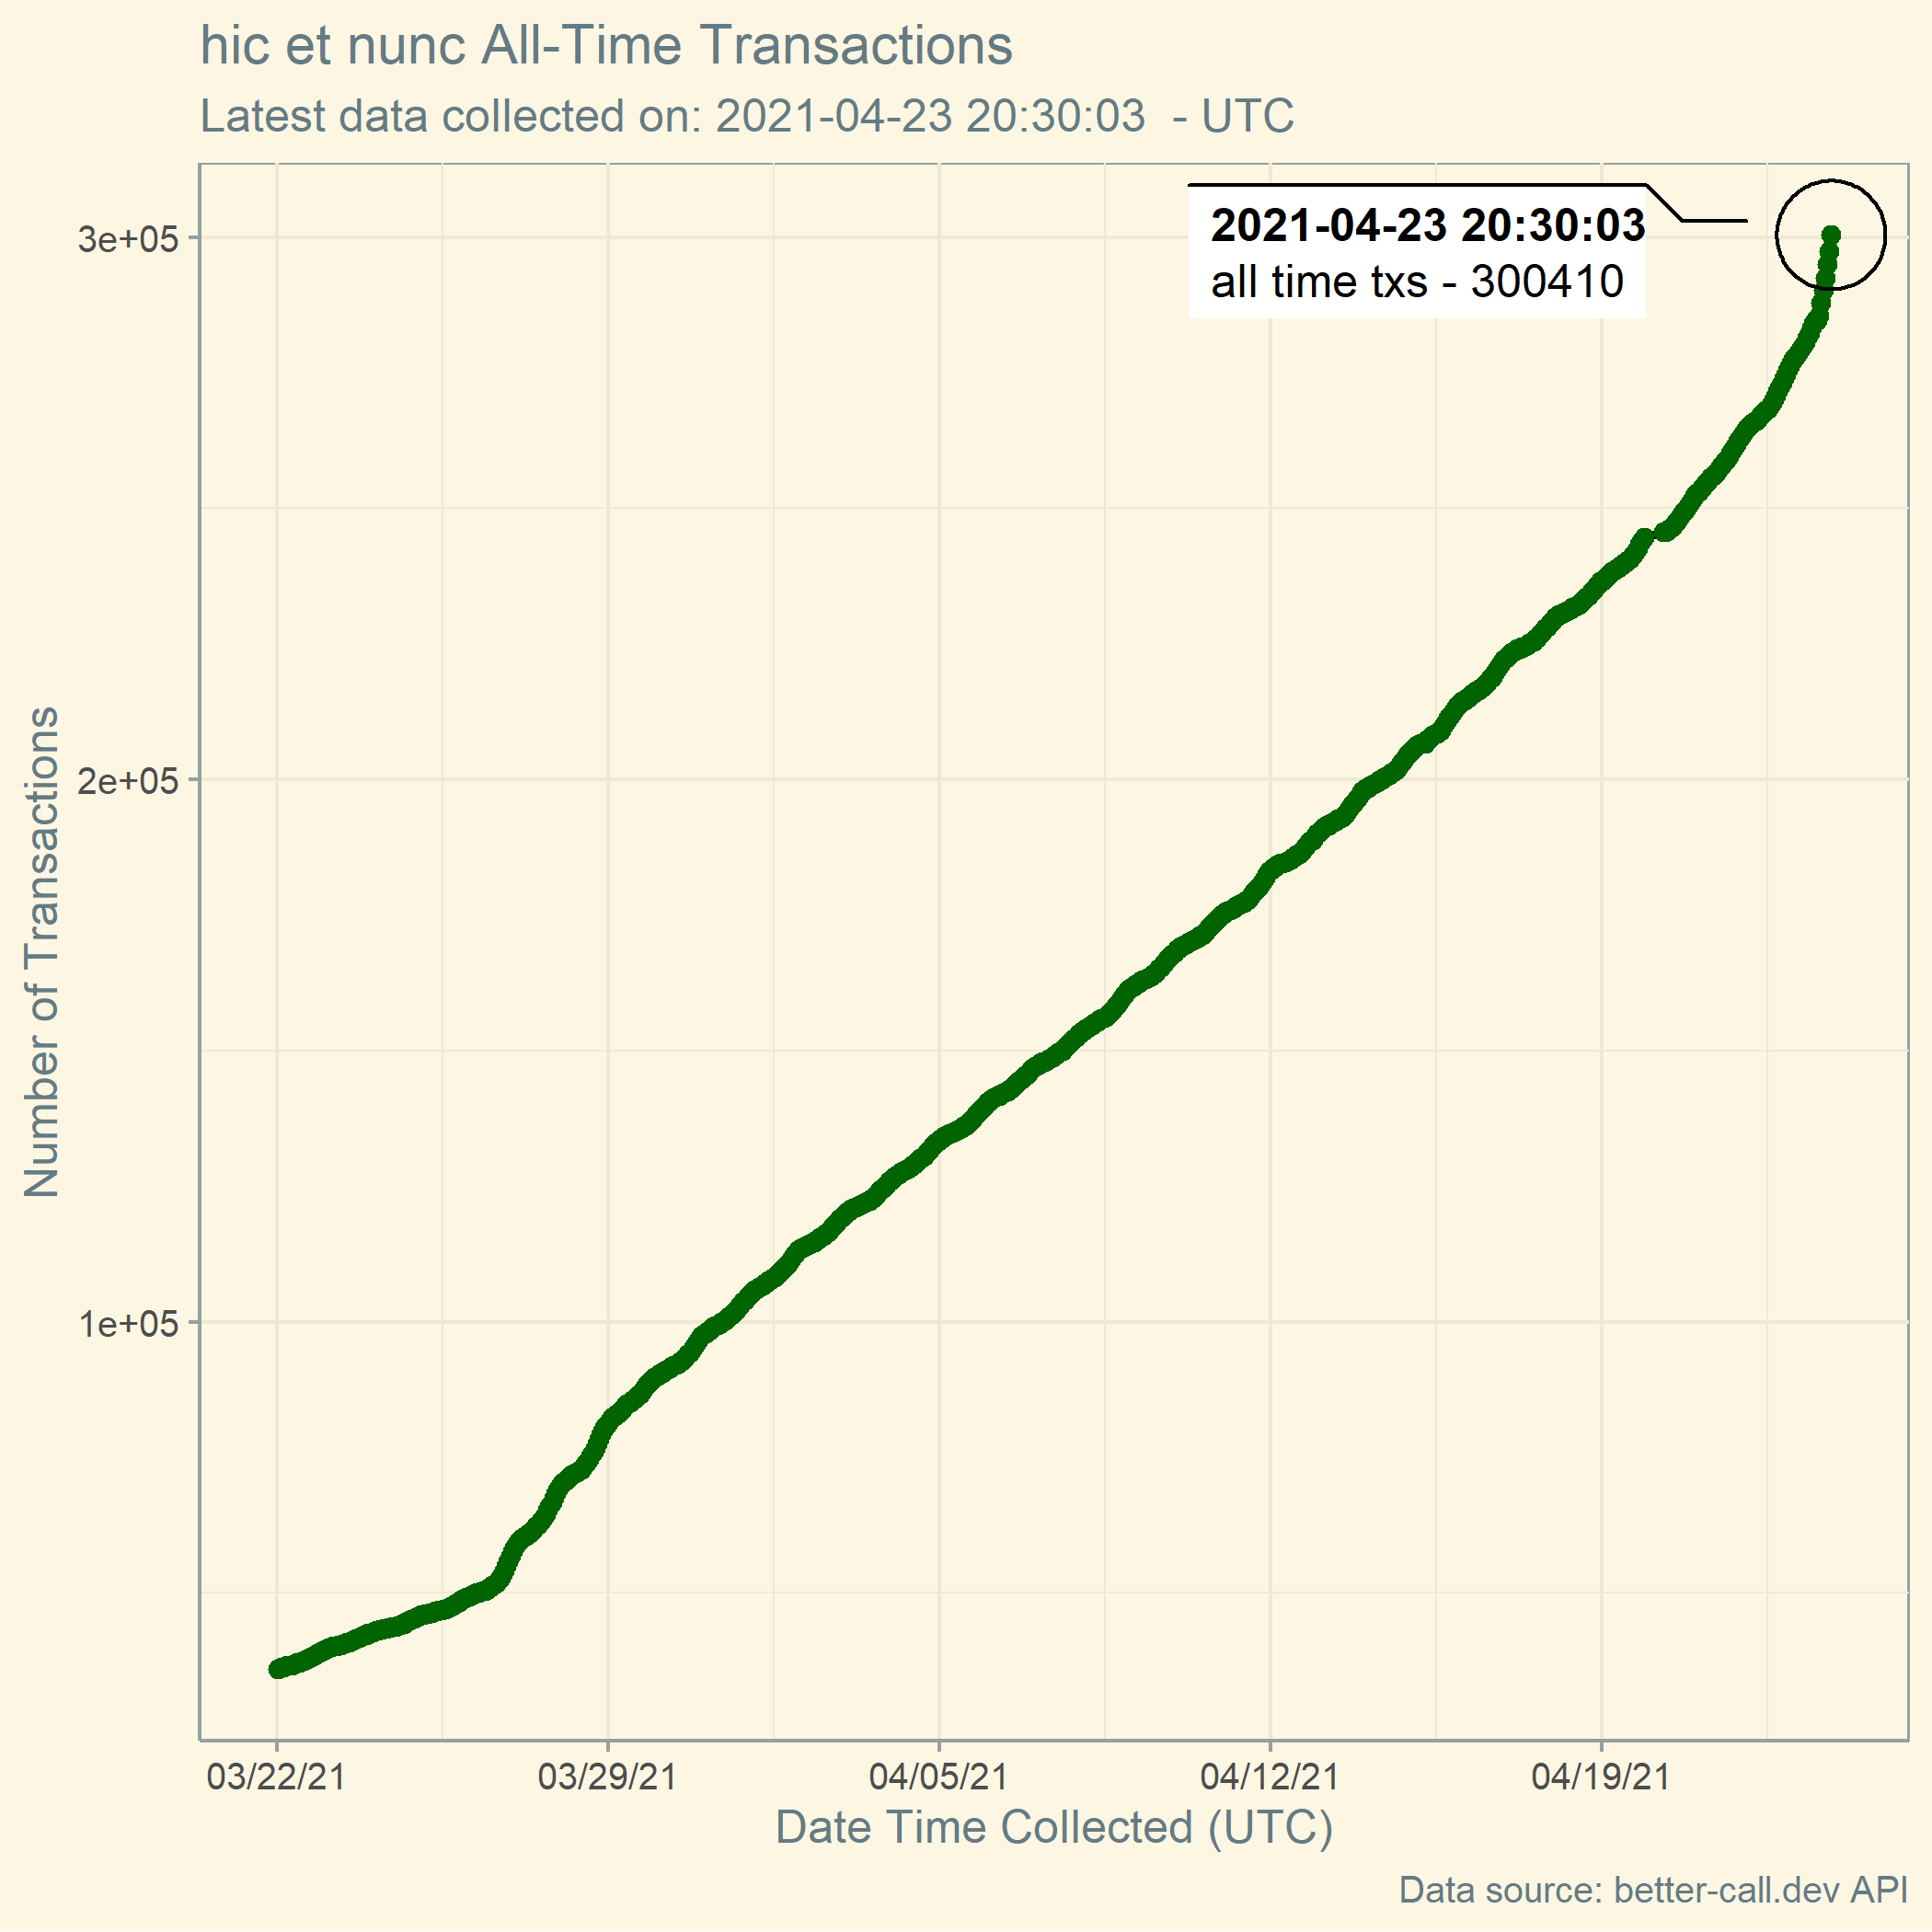 hic et nunc All-Time Transactions
Latest data collected on: 2021-04-23 20:30:03  - UTC
2021-04-23 20:30:03
all time txs - 300410
3e+05
2e+05
1e+05
Number of Transactions
03/22/21 03/29/21 04/05/21 04/12/21 04/19/21
Date Time Collected (UTC)
Data source: better-call.dev API